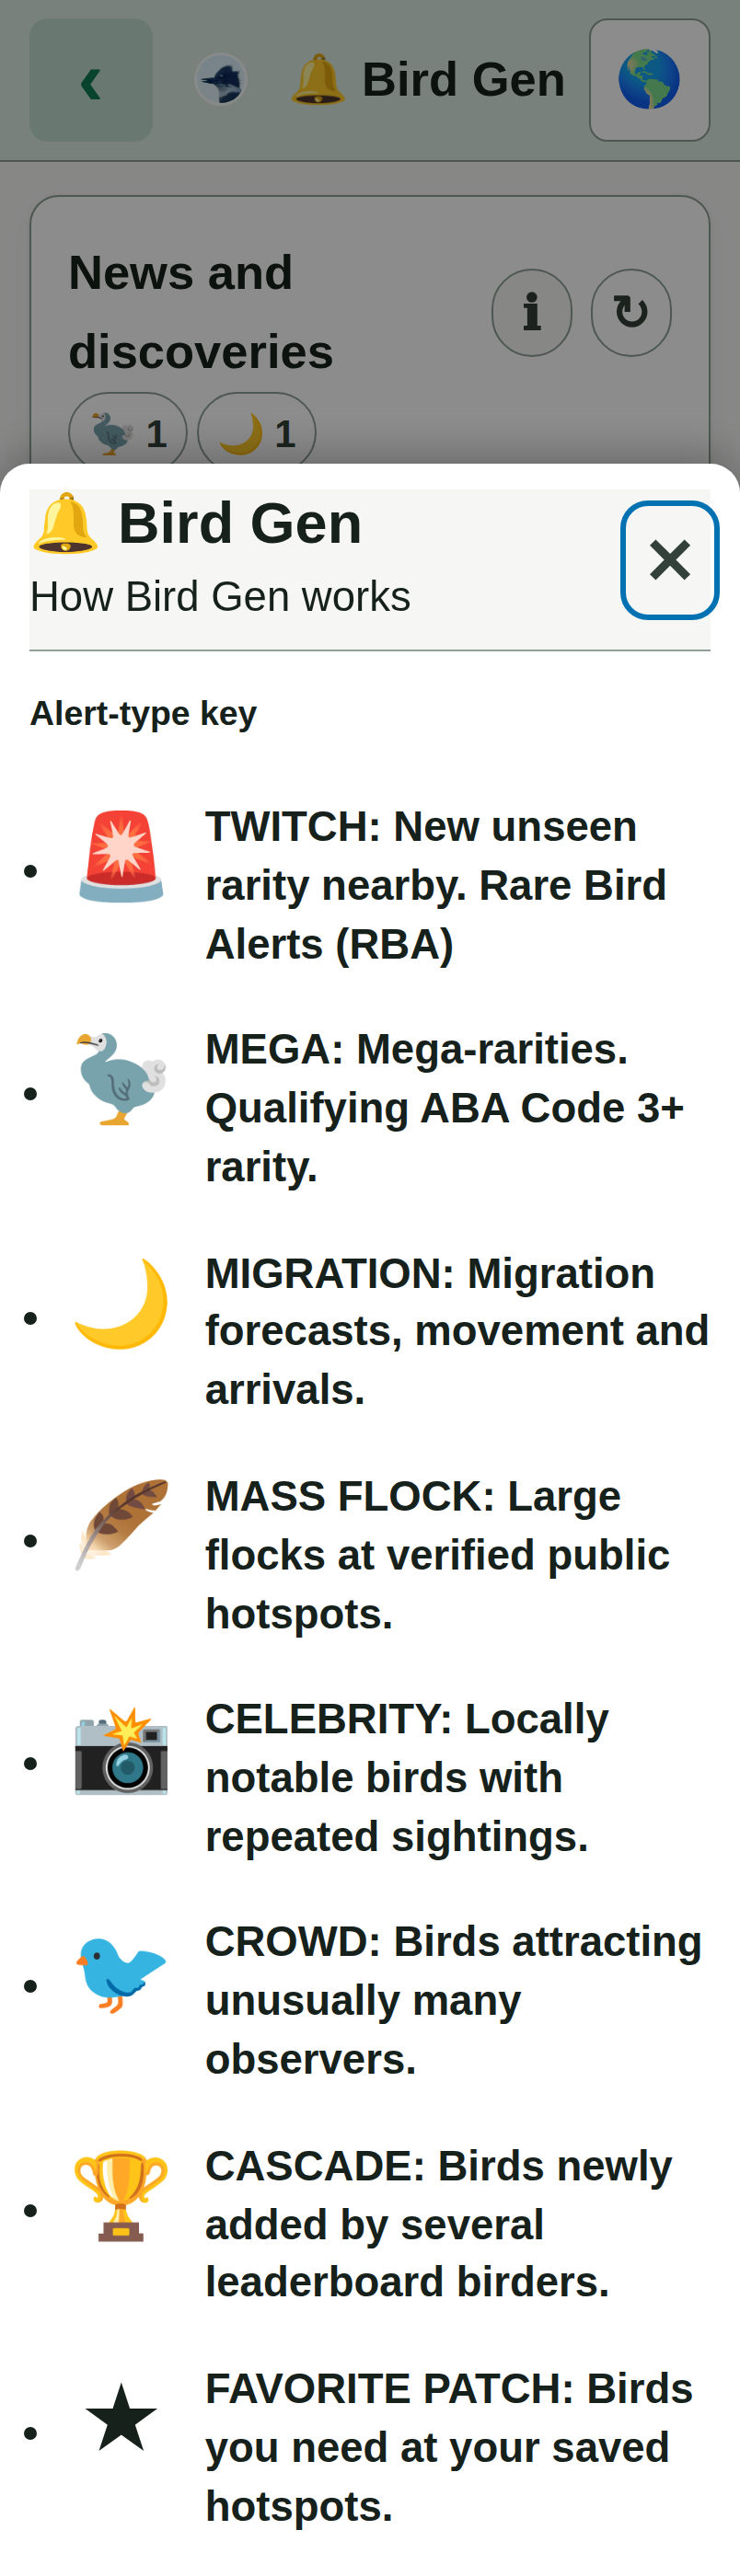 ‹ 🔔 Bird Gen 🌎
News and
discoveries
ℹ ↻
🦤 1 🌙 1
🔔 Bird Gen
How Bird Gen works
✕
Alert-type key
• 🚨 TWITCH: New unseen
rarity nearby. Rare Bird
Alerts (RBA)
• 🦤 MEGA: Mega-rarities.
Qualifying ABA Code 3+
rarity.
• 🌙 MIGRATION: Migration
forecasts, movement and
arrivals.
• 🪶 MASS FLOCK: Large
flocks at verified public
hotspots.
• 📸 CELEBRITY: Locally
notable birds with
repeated sightings.
• 🐦 CROWD: Birds attracting
unusually many
observers.
• 🏆 CASCADE: Birds newly
added by several
leaderboard birders.
• ★ FAVORITE PATCH: Birds
you need at your saved
hotspots.